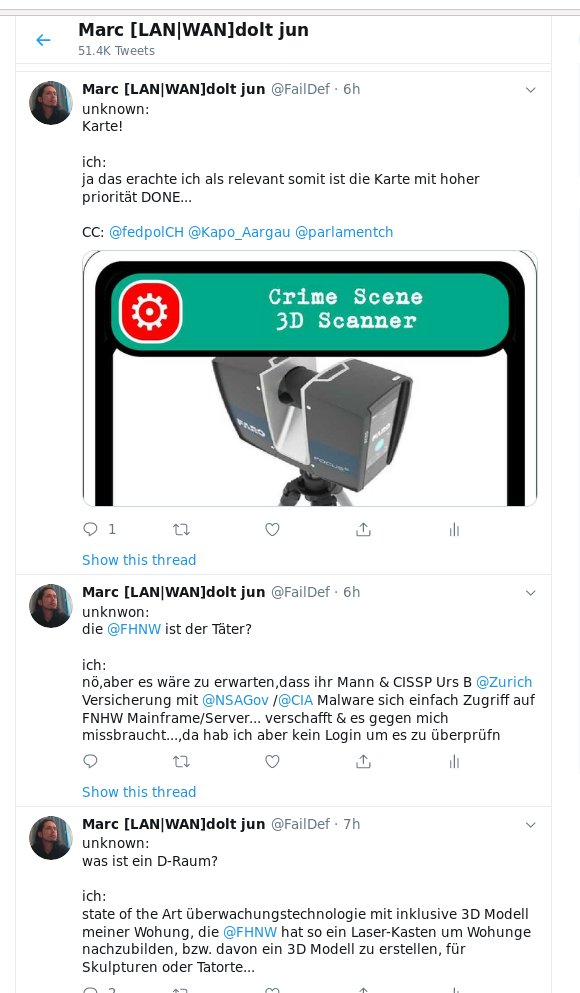 Marc [LAN|WAN]dolt jun
51.4K Tweets
Marc [LAN|WAN]dolt jun @FailDef · 6h
unknown:
Karte!
ich:
ja das erachte ich als relevant somit ist die Karte mit hoher
priorität DONE...
CC: @fedpolCH @Kapo_Aargau @parlamentch
Crime Scene
3D Scanner
FARO
FARO
FOCUS
1
Show this thread
Marc [LAN|WAN]dolt jun @FailDef · 6h
unknwon:
die @FHNW ist der Täter?
ich:
nö,aber es wäre zu erwarten,dass ihr Mann & CISSP Urs B @Zurich
Versicherung mit @NSAGov /@CIA Malware sich einfach Zugriff auf
FNHW Mainframe/Server... verschafft & es gegen mich
missbraucht...,da hab ich aber kein Login um es zu überprüfn
Show this thread
Marc [LAN|WAN]dolt jun @FailDef · 7h
unknown:
was ist ein D-Raum?
ich:
state of the Art überwachungstechnologie mit inklusive 3D Modell
meiner Wohung, die @FHNW hat so ein Laser-Kasten um Wohunge
nachzubilden, bzw. davon ein 3D Modell zu erstellen, für
Skulpturen oder Tatorte...